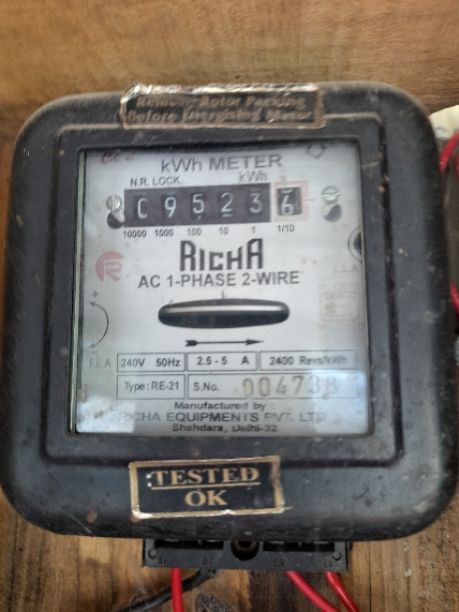 Remove Rotor Packing
Before Energising Meter
kWh METER
N.R. LOCK kWh
0 9 5 2 3 6
10000 1000 100 10 1 1/10
RICHA
AC 1-PHASE 2-WIRE
F.L.A
L.L.A
240V 50Hz 2.5-5 A 2400 Revs/kWh
Type: RE-21 S.No. 004738
Manufactured by :
RICHA EQUIPMENTS PVT. LTD.
Shahdara, Delhi-32
TESTED
OK